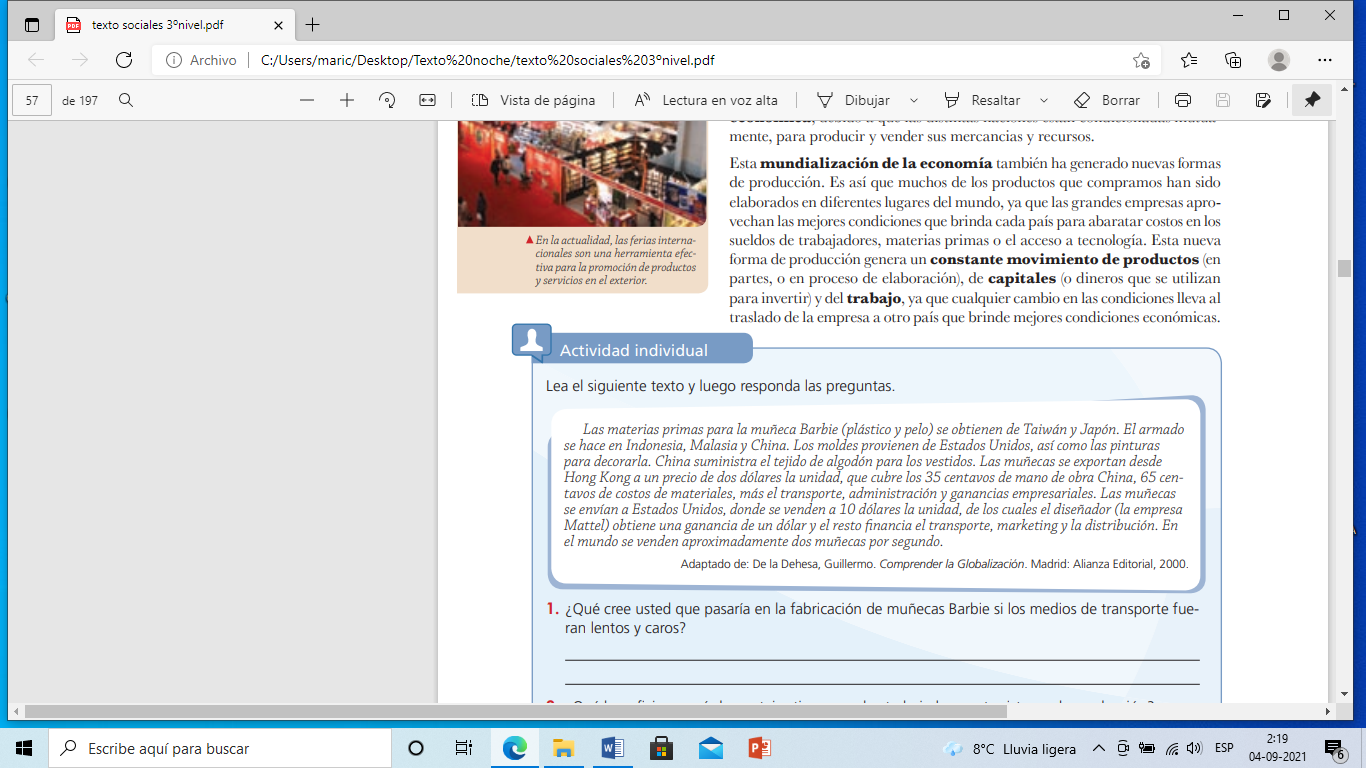 texto sociales 3ºnivel.pdf
Archivo
C:/Users/maric/Desktop/Texto%20noche/texto%20sociales%203ºnivel.pdf
57
de 197
Vista de página
Lectura en voz alta
Dibujar
Resaltar
Borrar
mente, para producir y vender sus mercancias y recursos.
Esta mundialización de la economía también ha generado nuevas formas
de producción. Es así que muchos de los productos que compramos han sido
elaborados en diferentes lugares del mundo, ya que las grandes empresas apro-
vechan las mejores condiciones que brinda cada país para abaratar costos en los
sueldos de trabajadores, materias primas o el acceso a tecnología. Esta nueva
forma de producción genera un constante movimiento de productos (en
partes, o en proceso de elaboración), de capitales (o dineros que se utilizan
para invertir) y del trabajo, ya que cualquier cambio en las condiciones lleva al
traslado de la empresa a otro país que brinde mejores condiciones económicas.
En la actualidad, las ferias interna-
cionales son una herramienta efec-
tiva para la promoción de productos
y servicios en el exterior.
Actividad individual
Lea el siguiente texto y luego responda las preguntas.
Las materias primas para la muñeca Barbie (plástico y pelo) se obtienen de Taiwán y Japón. El armado
se hace en Indonesia, Malasia y China. Los moldes provienen de Estados Unidos, así como las pinturas
para decorarla. China suministra el tejido de algodón para los vestidos. Las muñecas se exportan desde
Hong Kong a un precio de dos dólares la unidad, que cubre los 35 centavos de mano de obra China, 65 cen-
tavos de costos de materiales, más el transporte, administración y ganancias empresariales. Las muñecas
se envían a Estados Unidos, donde se venden a 10 dólares la unidad, de los cuales el diseñador (la empresa
Mattel) obtiene una ganancia de un dólar y el resto financia el transporte, marketing y la distribución. En
el mundo se venden aproximadamente dos muñecas por segundo.
Adaptado de: De la Dehesa, Guillermo. Comprender la Globalización. Madrid: Alianza Editorial, 2000.
1. ¿Qué cree usted que pasaría en la fabricación de muñecas Barbie si los medios de transporte fue-
ran lentos y caros?
Escribe aquí para buscar
8°C Lluvia ligera
ESP
2:19
04-09-2021
6